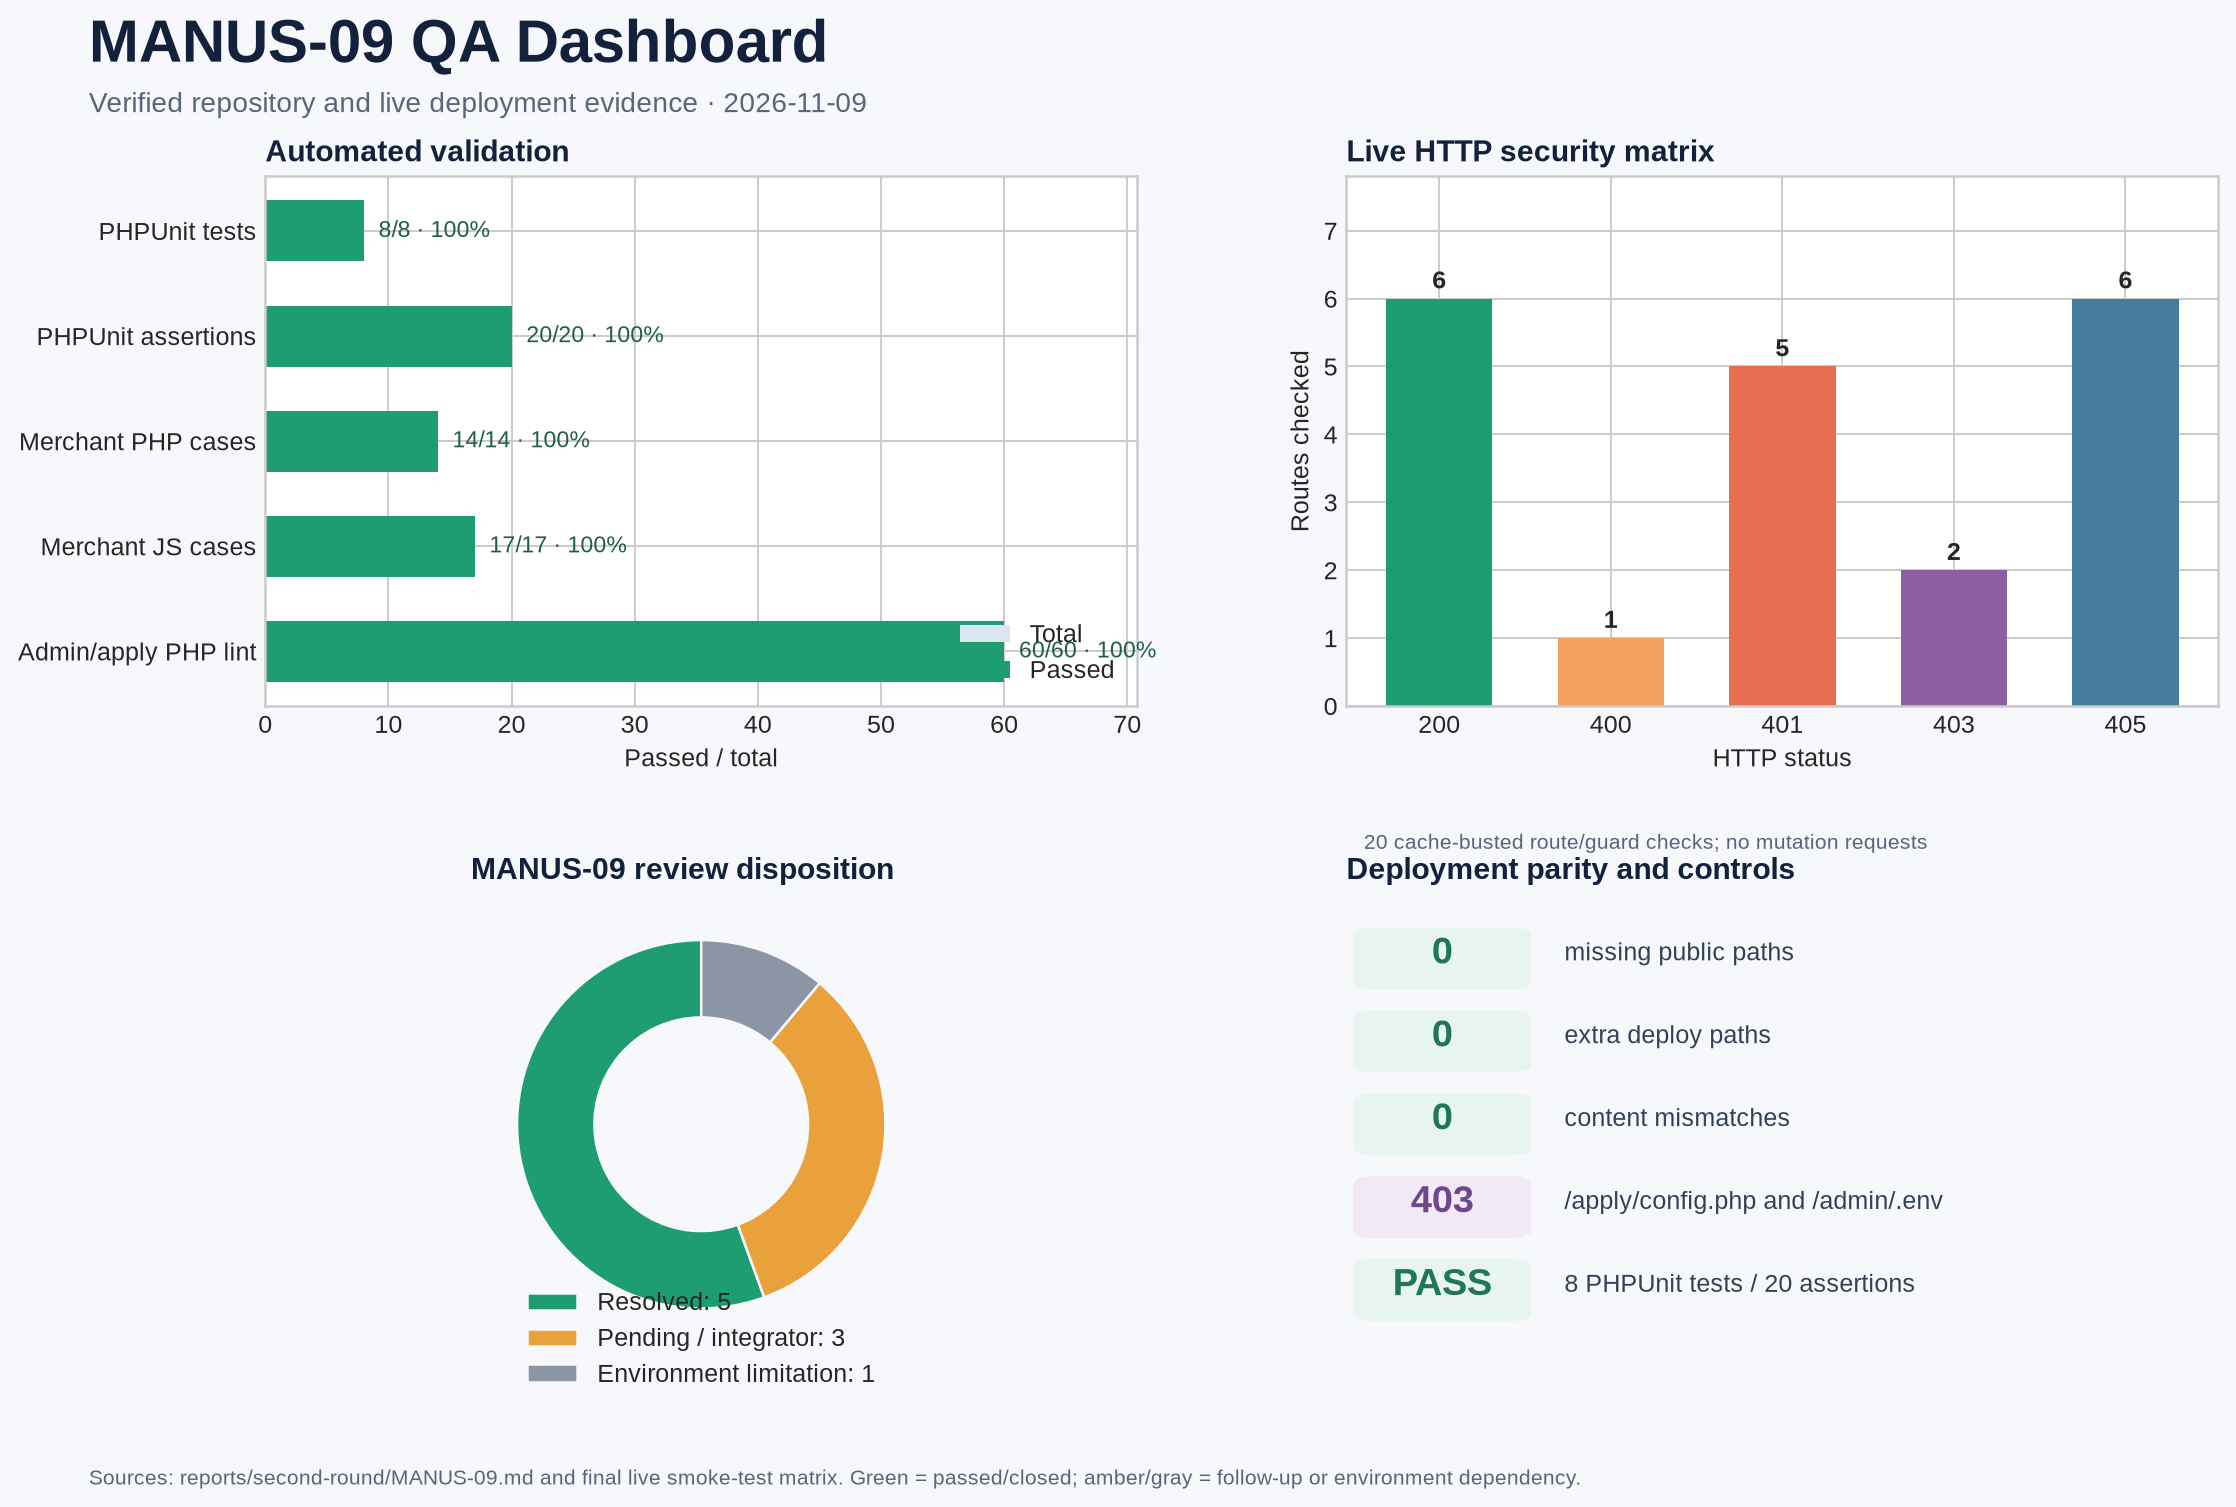 MANUS-09 QA Dashboard
Verified repository and live deployment evidence · 2026-11-09
Automated validation
PHPUnit tests
8/8 · 100%
PHPUnit assertions
20/20 · 100%
Merchant PHP cases
14/14 · 100%
Merchant JS cases
17/17 · 100%
Admin/apply PHP lint
60/60 · 100%
Total
Passed
0 10 20 30 40 50 60 70
Passed / total
Live HTTP security matrix
Routes checked
7
6
5
4
3
2
1
0
6
1
5
2
6
200 400 401 403 405
HTTP status
20 cache-busted route/guard checks; no mutation requests
MANUS-09 review disposition
Resolved: 5
Pending / integrator: 3
Environment limitation: 1
Deployment parity and controls
0 missing public paths
0 extra deploy paths
0 content mismatches
403 /apply/config.php and /admin/.env
PASS 8 PHPUnit tests / 20 assertions
Sources: reports/second-round/MANUS-09.md and final live smoke-test matrix. Green = passed/closed; amber/gray = follow-up or environment dependency.